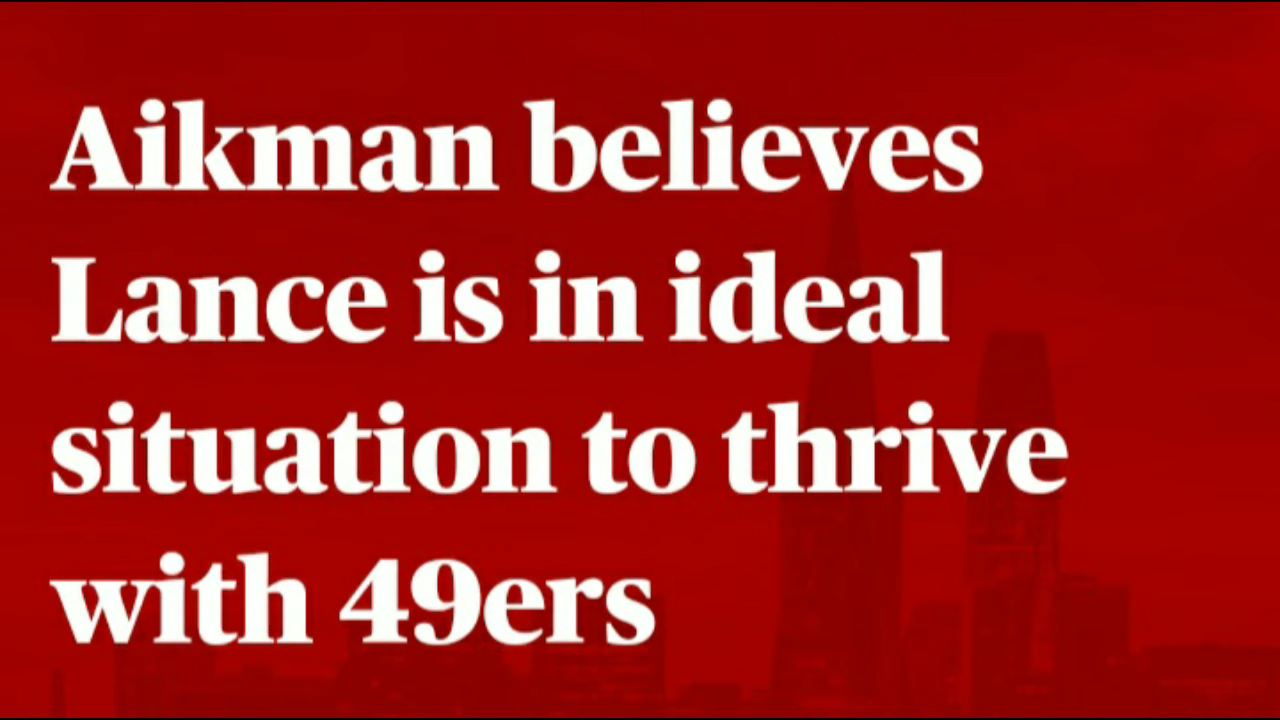 Aikman believes
Lance is in ideal
situation to thrive
with 49ers